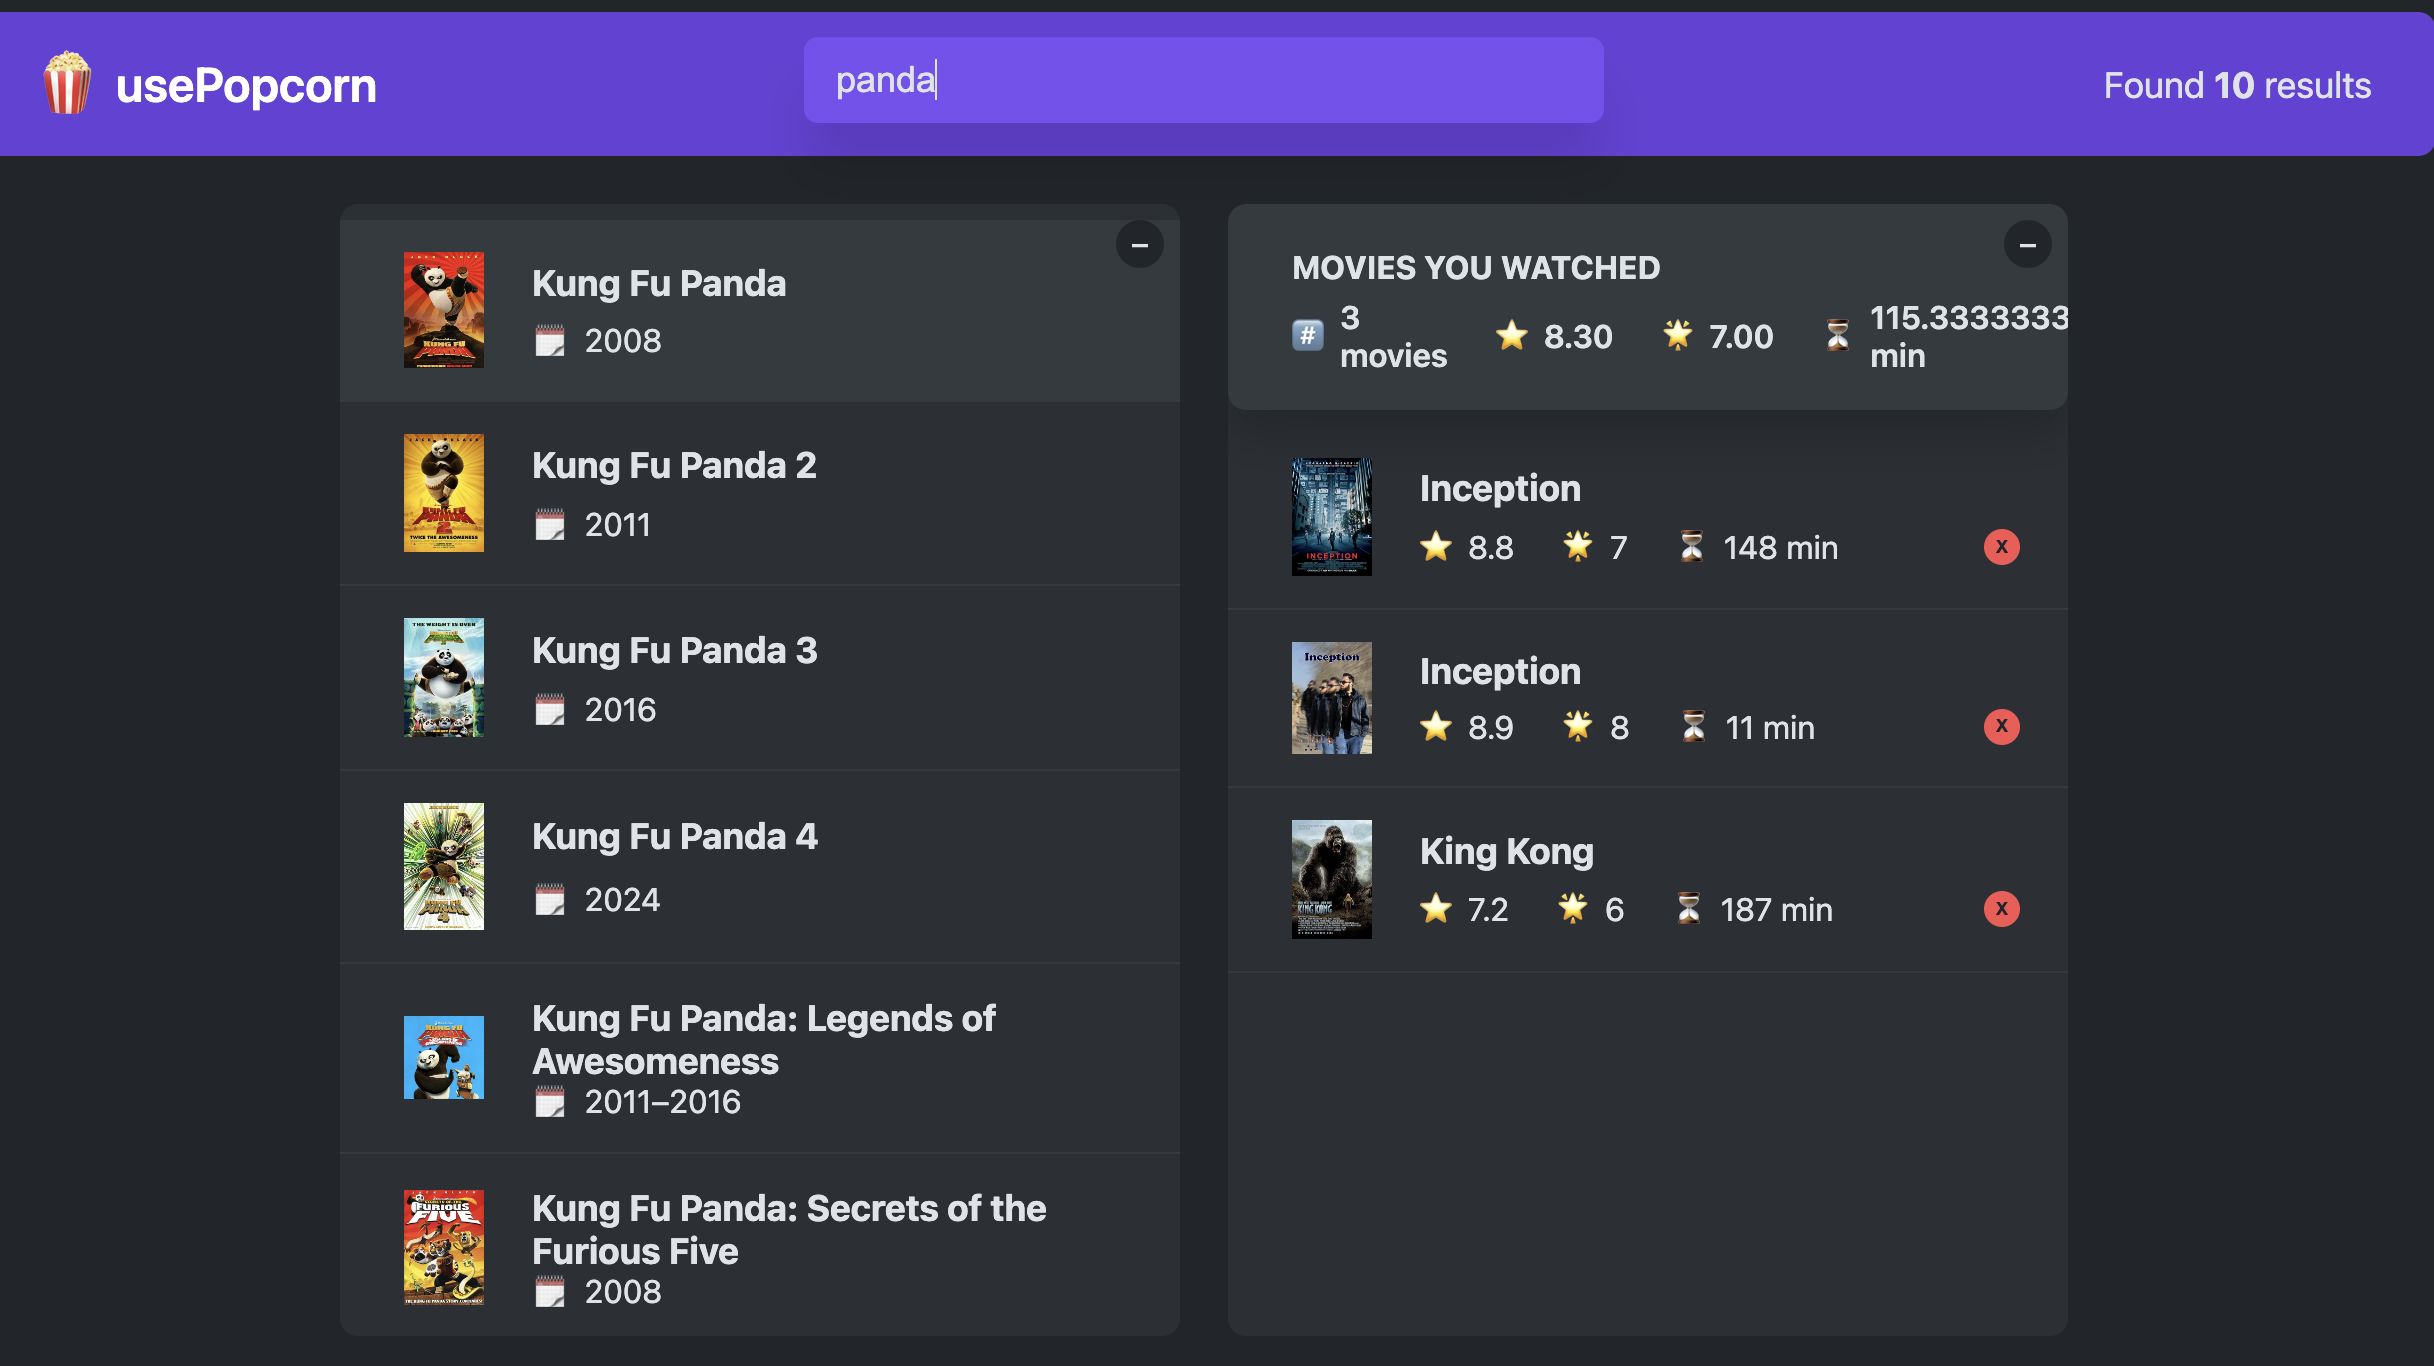 usePopcorn
panda
Found 10 results
Kung Fu Panda
2008
Kung Fu Panda 2
2011
Kung Fu Panda 3
2016
Kung Fu Panda 4
2024
Kung Fu Panda: Legends of
Awesomeness
2011–2016
Kung Fu Panda: Secrets of the
Furious Five
2008
MOVIES YOU WATCHED
3
movies
8.30
7.00
115.3333333
min
Inception
8.8
7
148 min
X
Inception
Inception
8.9
8
11 min
X
King Kong
7.2
6
187 min
X